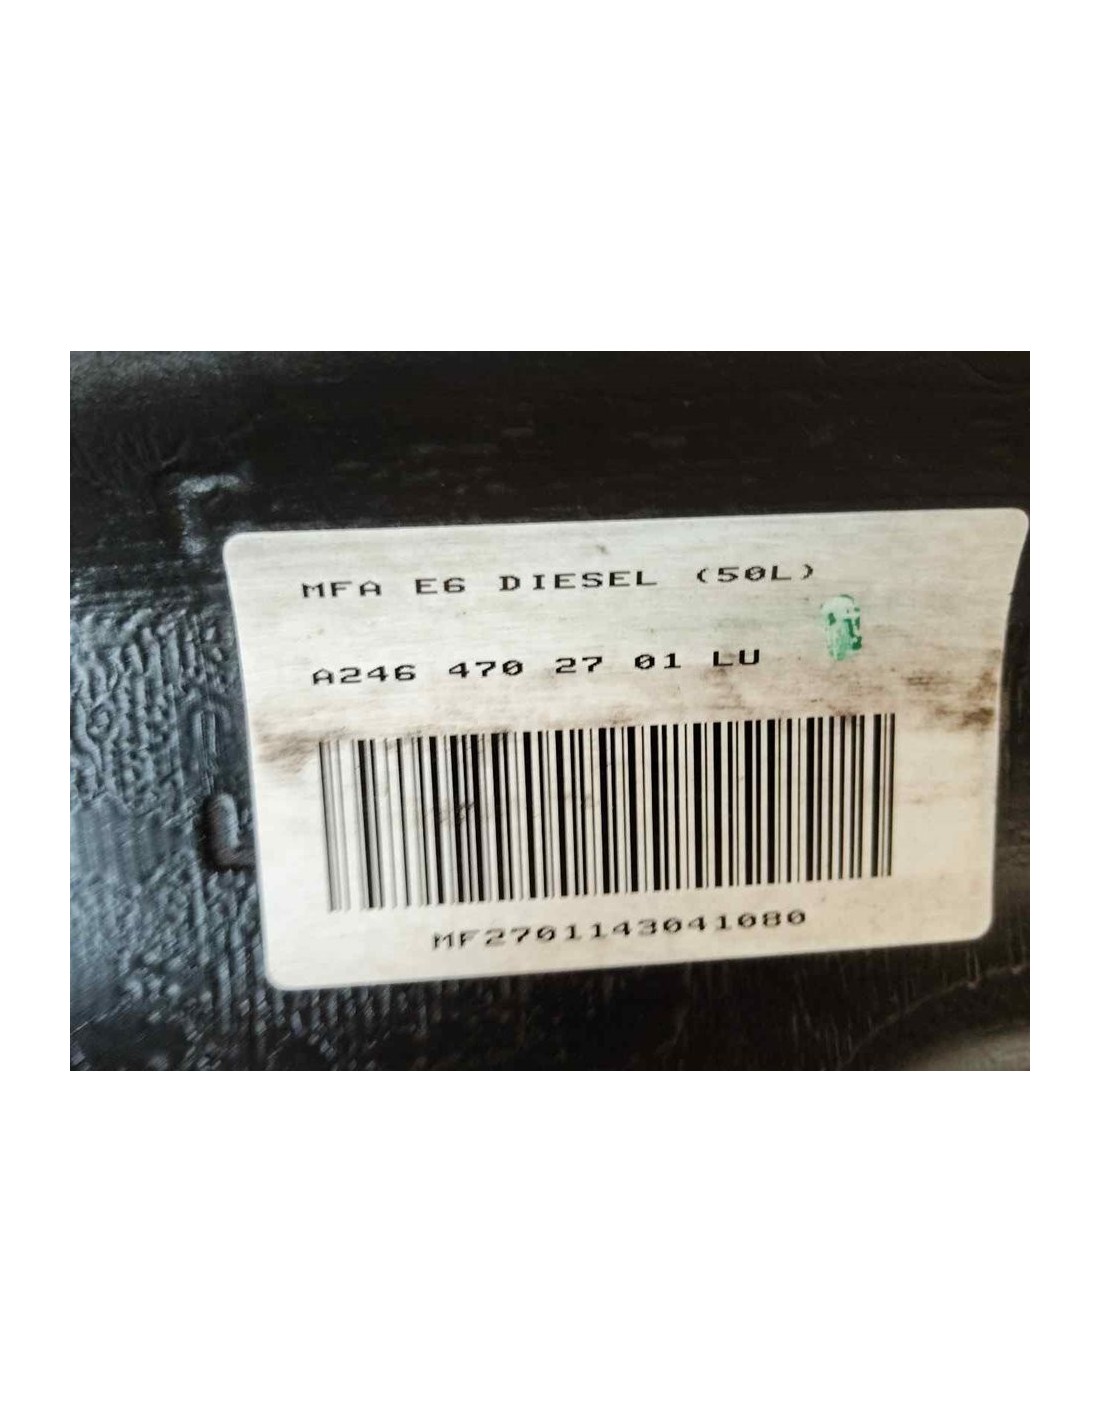 MFA E6 DIESEL (50L)
A246 470 27 01 LU
MF2701143041080